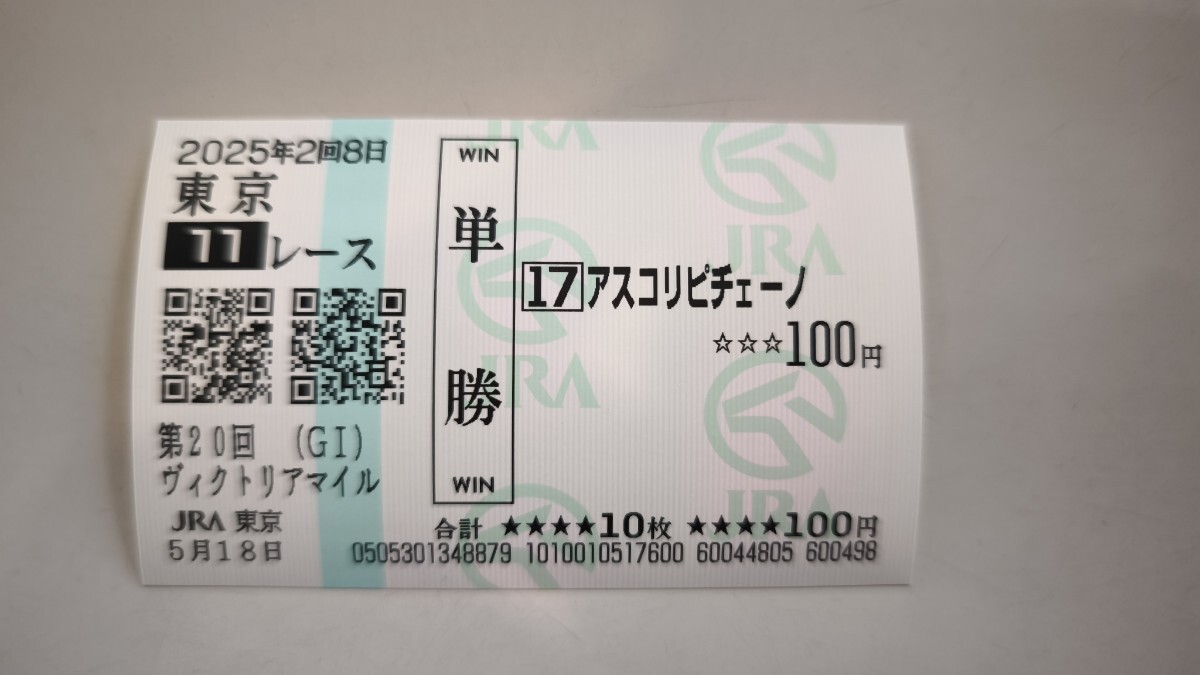 2025年2回8日
東京
11レース
第20回 (GI)
ヴィクトリアマイル
JRA 東京
5月18日
WIN
単勝
WIN
17アスコリピチェーノ
☆☆☆100円
合計 ★★★★10枚 ★★★★100円
0505301348879 1010010517600 60044805 600498
JRA
JRA
JRA
JRA